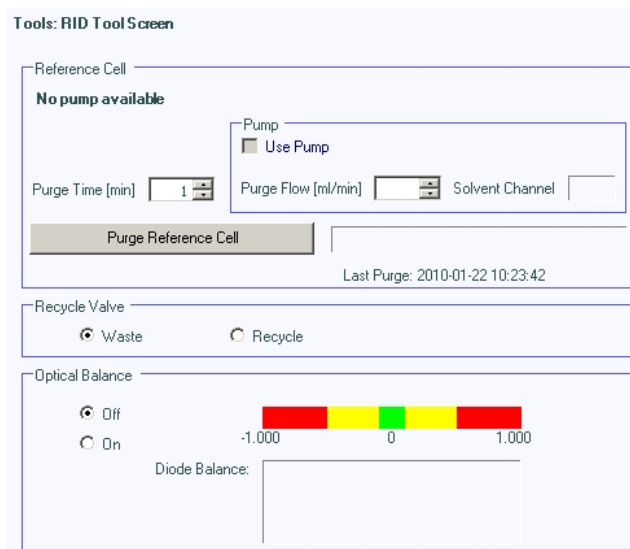 Tools: RID Tool Screen
Reference Cell
No pump available
Pump
Use Pump
Purge Time [min] 1 Purge Flow [ml/min] Solvent Channel
Purge Reference Cell
Last Purge: 2010-01-22 10:23:42
Recycle Valve
Waste Recycle
Optical Balance
Off
On
-1.000 0 1.000
Diode Balance: